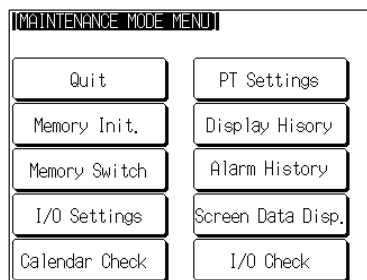 [MAINTENANCE MODE MENU]
Quit
PT Settings
Memory Init.
Display Hisory
Memory Switch
Alarm History
I/O Settings
Screen Data Disp.
Calendar Check
I/O Check